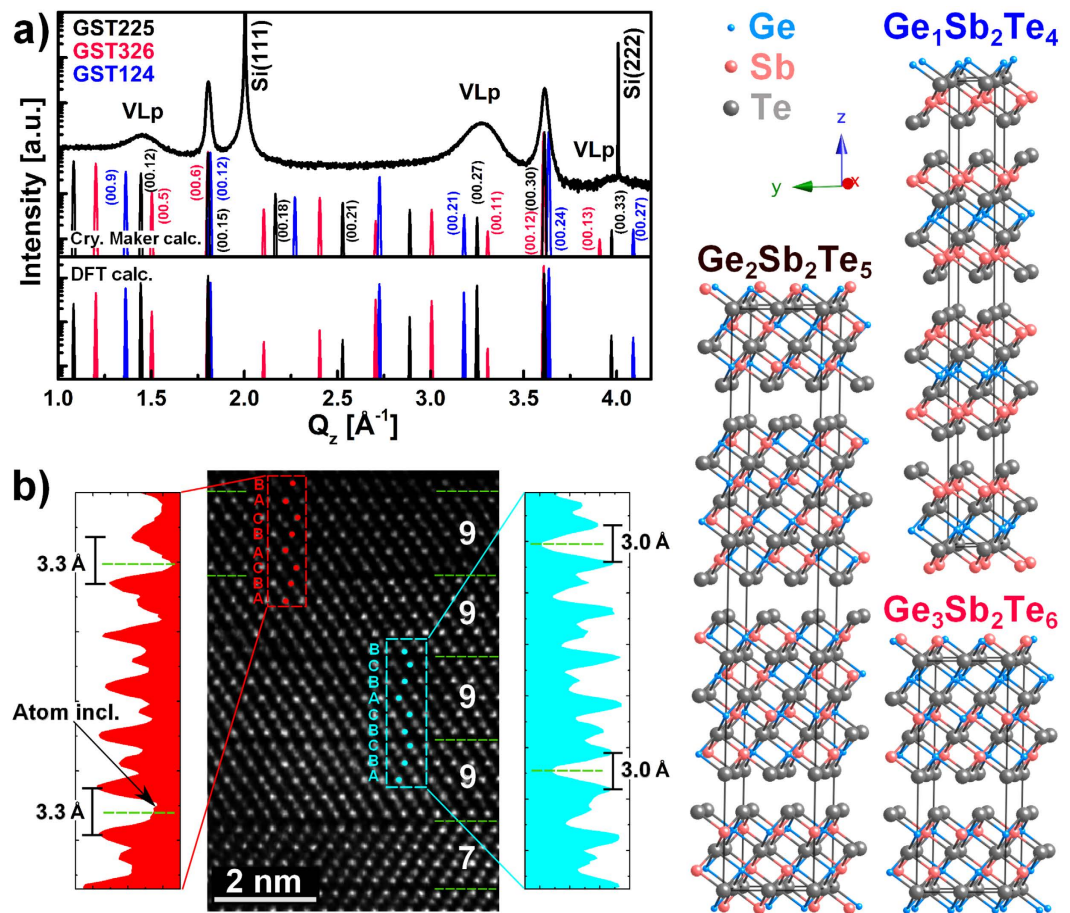 a)
GST225
GST326
GST124
VLp
Si(111)
VLp
VLp
Si(222)
Intensity [a.u.]
(00.9)
(00.12)
(00.5)
(00.6)
(00.12)
(00.15)
(00.18)
(00.21)
(00.21)
(00.27)
(00.11)
(00.12)
(00.30)
(00.24)
(00.13)
(00.33)
(00.27)
Cry. Maker calc.
DFT calc.
1.0 1.5 2.0 2.5 3.0 3.5 4.0
Qz [Å-1]
b)
3.3 Å
Atom incl.
3.3 Å
B
A
C
B
A
C
B
A
B
C
B
A
C
B
C
B
A
9
9
9
9
7
2 nm
3.0 Å
3.0 Å
Ge
Sb
Te
z
y
x
Ge1Sb2Te4
Ge2Sb2Te5
Ge3Sb2Te6